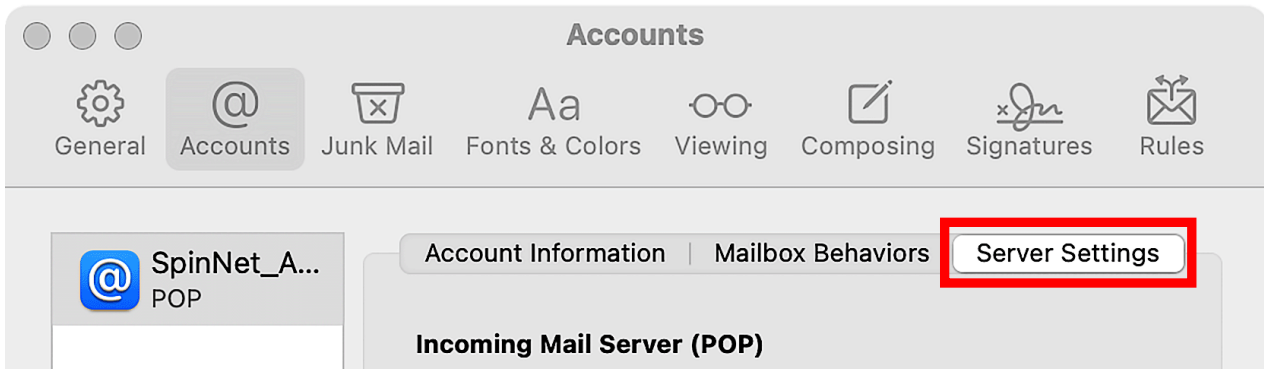 Accounts
General Accounts Junk Mail Fonts & Colors Viewing Composing Signatures Rules
Account Information Mailbox Behaviors Server Settings
SpinNet_A...
POP
Incoming Mail Server (POP)